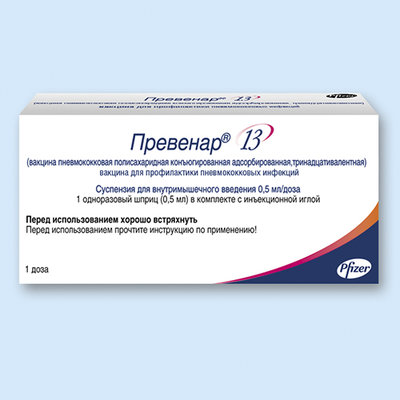 Превенар® 13
(вакцина пневмококковая полисахаридная конъюгированная адсорбированная,тринадцативалентная)
вакцина для профилактики пневмококковых инфекций
Суспензия для внутримышечного введения 0,5 мл/доза
1 одноразовый шприц (0,5 мл) в комплекте с инъекционной иглой
Перед использованием хорошо встряхнуть
Перед использованием прочтите инструкцию по применению!
1 доза
Pfizer